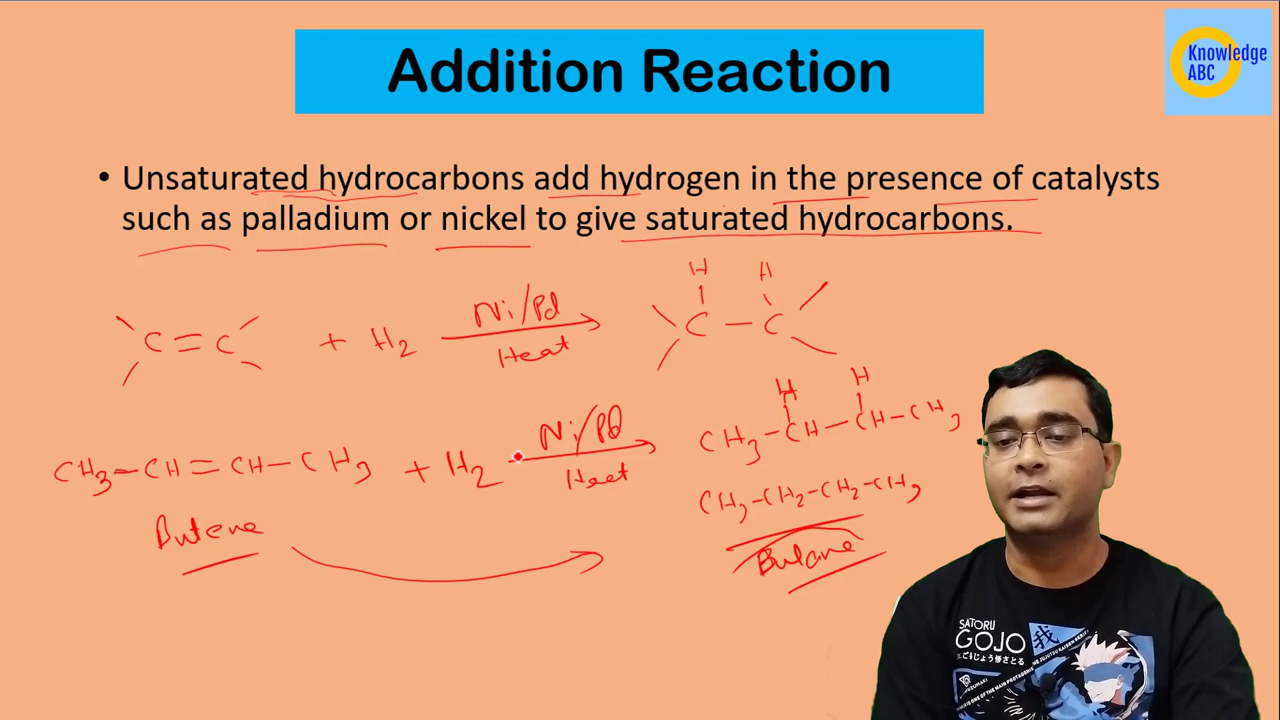 Addition Reaction
Knowledge
ABC
• Unsaturated hydrocarbons add hydrogen in the presence of catalysts
such as palladium or nickel to give saturated hydrocarbons.
C=C + H2 Ni/Pd Heat H H C-C
CH3-CH=CH-CH3 + H2 Ni/Pd Heat H H CH3-CH-CH-CH3
CH3-CH2-CH2-CH3
Butene
Butane
SATORU
GOJO
我